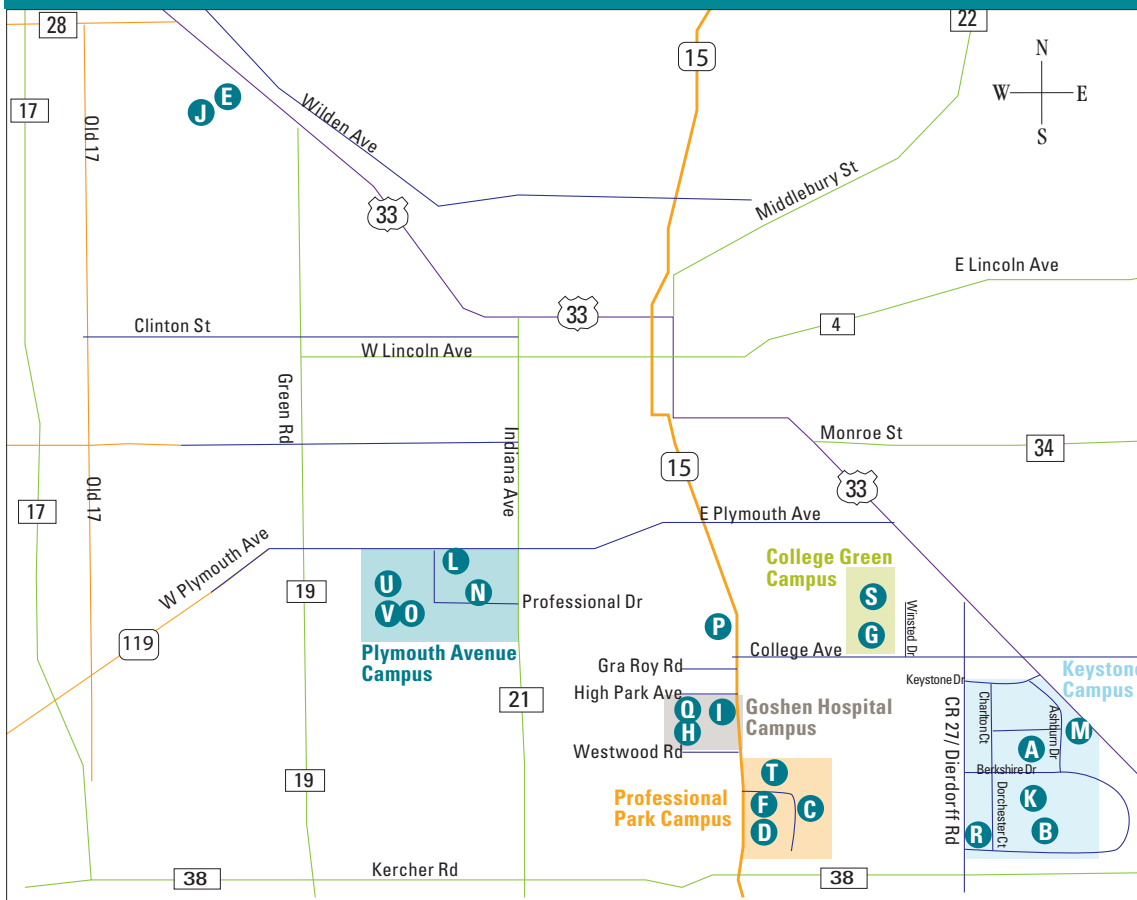 28
22
15
N
W E
S
17
J E
Old 17
Wilden Ave
33
Middlebury St
E Lincoln Ave
33
4
Clinton St
W Lincoln Ave
Green Rd
Indiana Ave
Monroe St
34
15
33
17
Old 17
E Plymouth Ave
W Plymouth Ave
College Green
Campus
L
U
N
19
V O
Professional Dr
S
G
Winsted Dr
P
119
Plymouth Avenue
Campus
College Ave
Gra Roy Rd
Keystone
Campus
Keystone Dr
High Park Ave
21
Q I
H
Goshen Hospital
Campus
CR 27/ Dierdorff Rd
Charlton Ct
Ashburn Dr
M
A
Westwood Rd
Berkshire Dr
T
19
Professional
Park Campus
F
C
D
Dorchester Ct
K
R
B
Kercher Rd
38
38